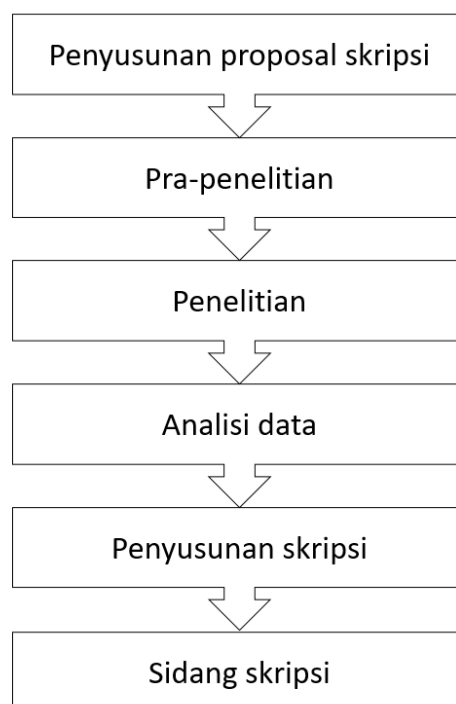 Penyusunan proposal skripsi
Pra-penelitian
Penelitian
Analisi data
Penyusunan skripsi
Sidang skripsi